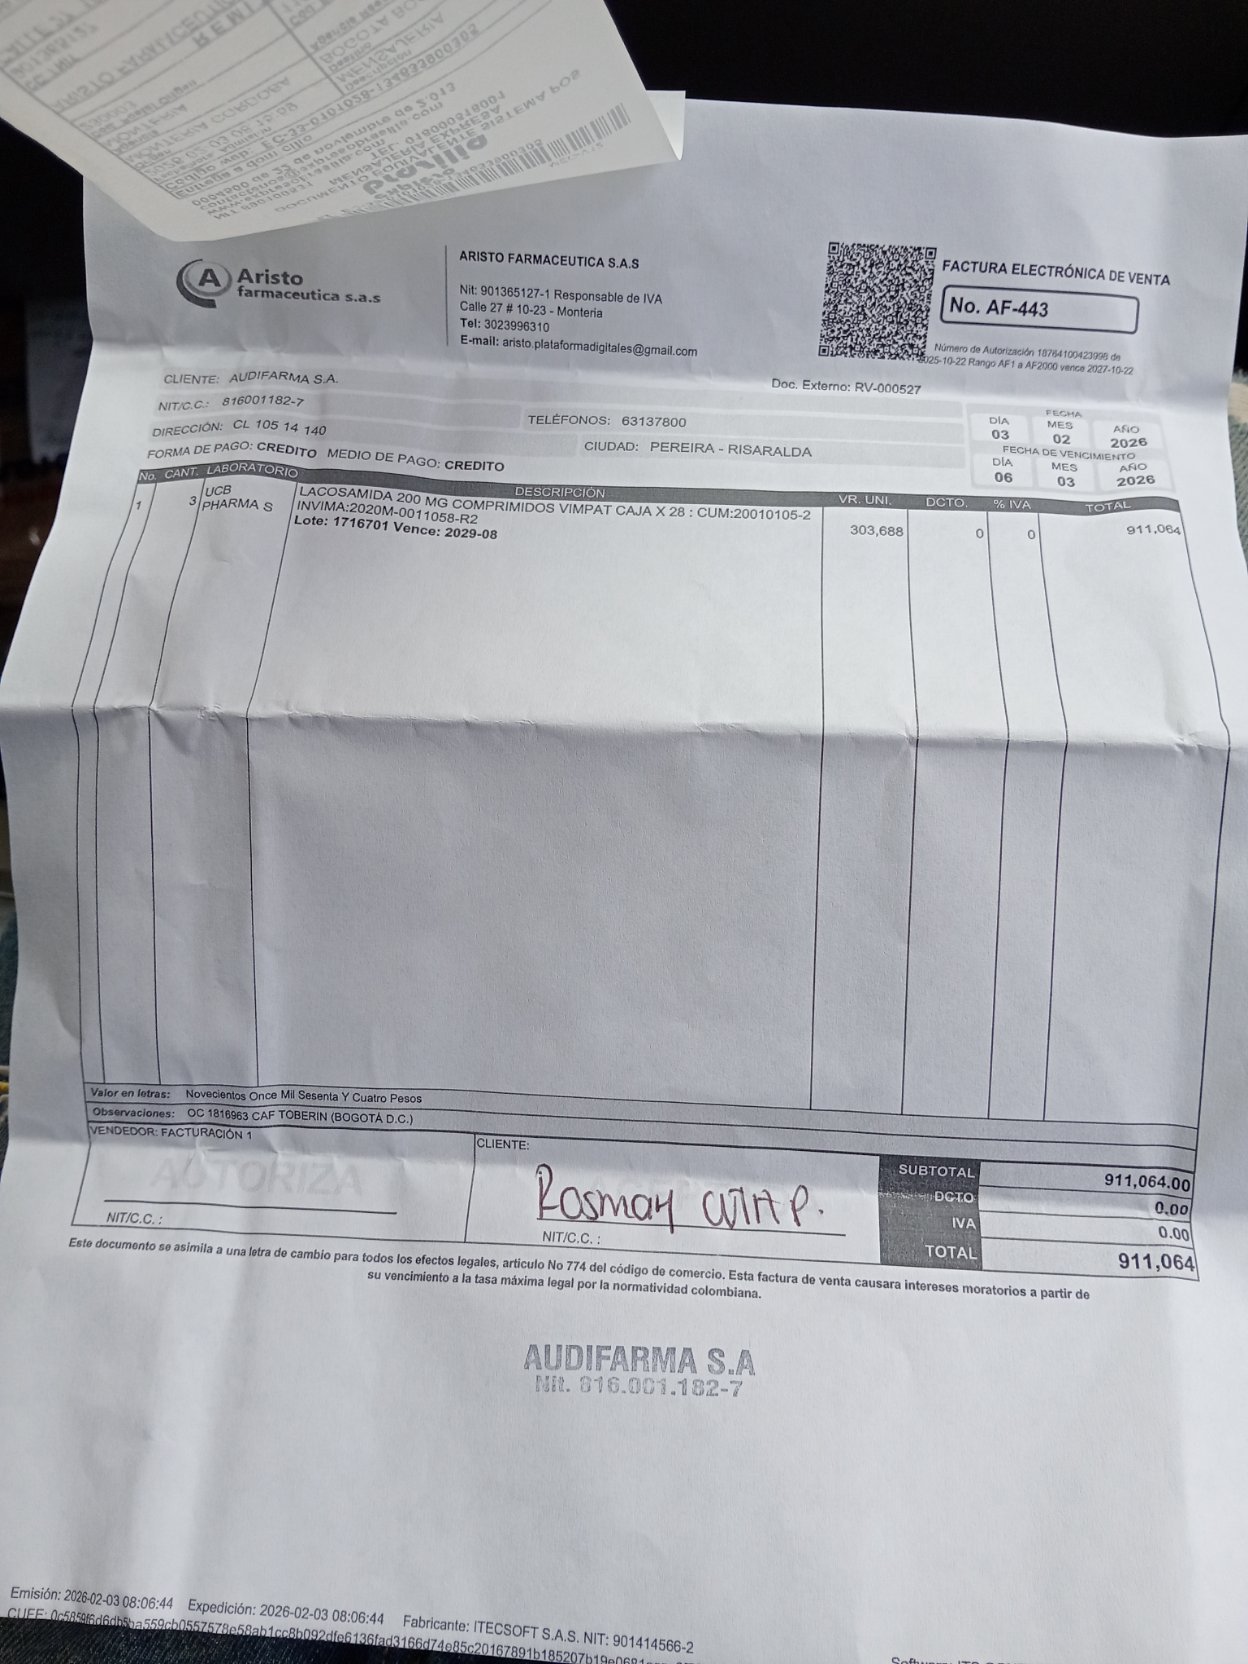 Aristo
farmaceutica s.a.s
ARISTO FARMACEUTICA S.A.S
Nit: 901365127-1 Responsable de IVA
Calle 27 # 10-23 - Monteria
Tel: 3023996310
E-mail: aristo.plataformadigitales@gmail.com
FACTURA ELECTRÓNICA DE VENTA
No. AF-443
Número de Autorización 18764100423998 de
2025-10-22 Rango AF1 a AF2000 vence 2027-10-22
Doc. Externo: RV-000527
CLIENTE: AUDIFARMA S.A.
NIT/C.C.: 816001182-7
DIRECCIÓN: CL 105 14 140
TELÉFONOS: 63137800
CIUDAD: PEREIRA - RISARALDA
FORMA DE PAGO: CREDITO MEDIO DE PAGO: CREDITO
FECHA
DÍA MES AÑO
03 02 2026
FECHA DE VENCIMIENTO
DÍA MES AÑO
06 03 2026
No. CANT. LABORATORIO DESCRIPCIÓN VR. UNI. DCTO. % IVA TOTAL
1 3 UCB PHARMA S LACOSAMIDA 200 MG COMPRIMIDOS VIMPAT CAJA X 28 : CUM:20010105-2 303,688 0 0 911,064
INVIMA:2020M-0011058-R2
Lote: 1716701 Vence: 2029-08
Valor en letras: Novecientos Once Mil Sesenta Y Cuatro Pesos
Observaciones: OC 1816963 CAF TOBERIN (BOGOTÁ D.C.)
VENDEDOR: FACTURACIÓN 1
AUTORIZA
NIT/C.C. :
CLIENTE:
Rosmay
NIT/C.C. :
SUBTOTAL 911,064.00
DCTO 0.00
IVA 0.00
TOTAL 911,064
Este documento se asimila a una letra de cambio para todos los efectos legales, articulo No 774 del código de comercio. Esta factura de venta causara intereses moratorios a partir de
su vencimiento a la tasa máxima legal por la normatividad colombiana.
AUDIFARMA S.A
Nit. 816.001.182-7
Emisión: 2026-02-03 08:06:44 Expedición: 2026-02-03 08:06:44 Fabricante: ITECSOFT S.A.S. NIT: 901414566-2
CUFE: